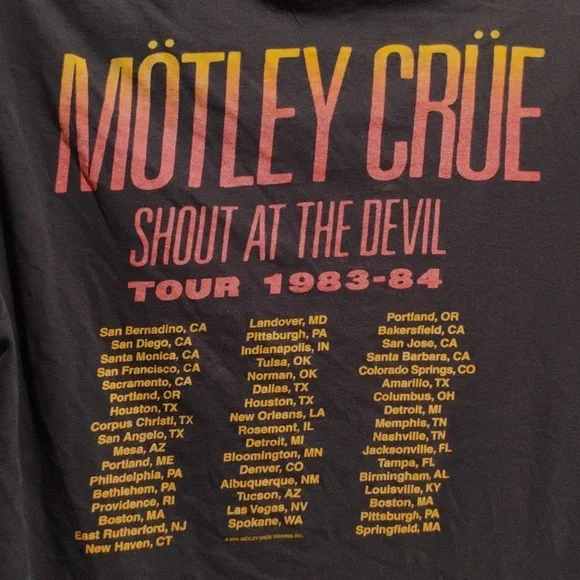 MÖTLEY CRÜE
SHOUT AT THE DEVIL
TOUR 1983-84
San Bernadino, CA
San Diego, CA
Santa Monica, CA
San Francisco, CA
Sacramento, CA
Portland, OR
Houston, TX
Corpus Christi, TX
San Angelo, TX
Mesa, AZ
Portland, ME
Philadelphia, PA
Bethlehem, PA
Providence, RI
Boston, MA
East Rutherford, NJ
New Haven, CT
Landover, MD
Pittsburgh, PA
Indianapolis, IN
Tulsa, OK
Norman, OK
Dallas, TX
Houston, TX
New Orleans, LA
Rosemont, IL
Detroit, MI
Bloomington, MN
Denver, CO
Albuquerque, NM
Tucson, AZ
Las Vegas, NV
Spokane, WA
MÖTLEY CRÜE TOURING, INC.
Portland, OR
Bakersfield, CA
San Jose, CA
Santa Barbara, CA
Colorado Springs, CO
Amarillo, TX
Columbus, OH
Detroit, MI
Memphis, TN
Nashville, TN
Jacksonville, FL
Tampa, FL
Birmingham, AL
Louisville, KY
Boston, MA
Pittsburgh, PA
Springfield, MA